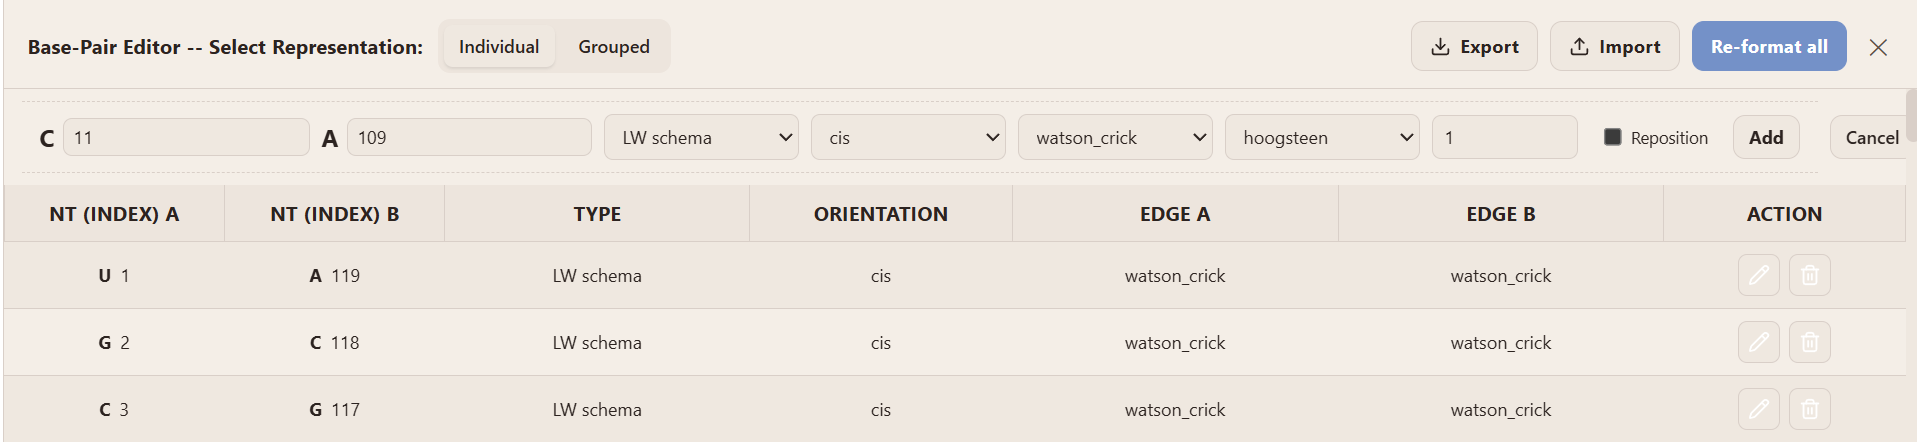 Base-Pair Editor -- Select Representation: Individual Grouped Export Import Re-format all
C 11 A 109 LW schema cis watson_crick hoogsteen 1 Reposition Add Cancel
NT (INDEX) A NT (INDEX) B TYPE ORIENTATION EDGE A EDGE B ACTION
U 1 A 119 LW schema cis watson_crick watson_crick
G 2 C 118 LW schema cis watson_crick watson_crick
C 3 G 117 LW schema cis watson_crick watson_crick